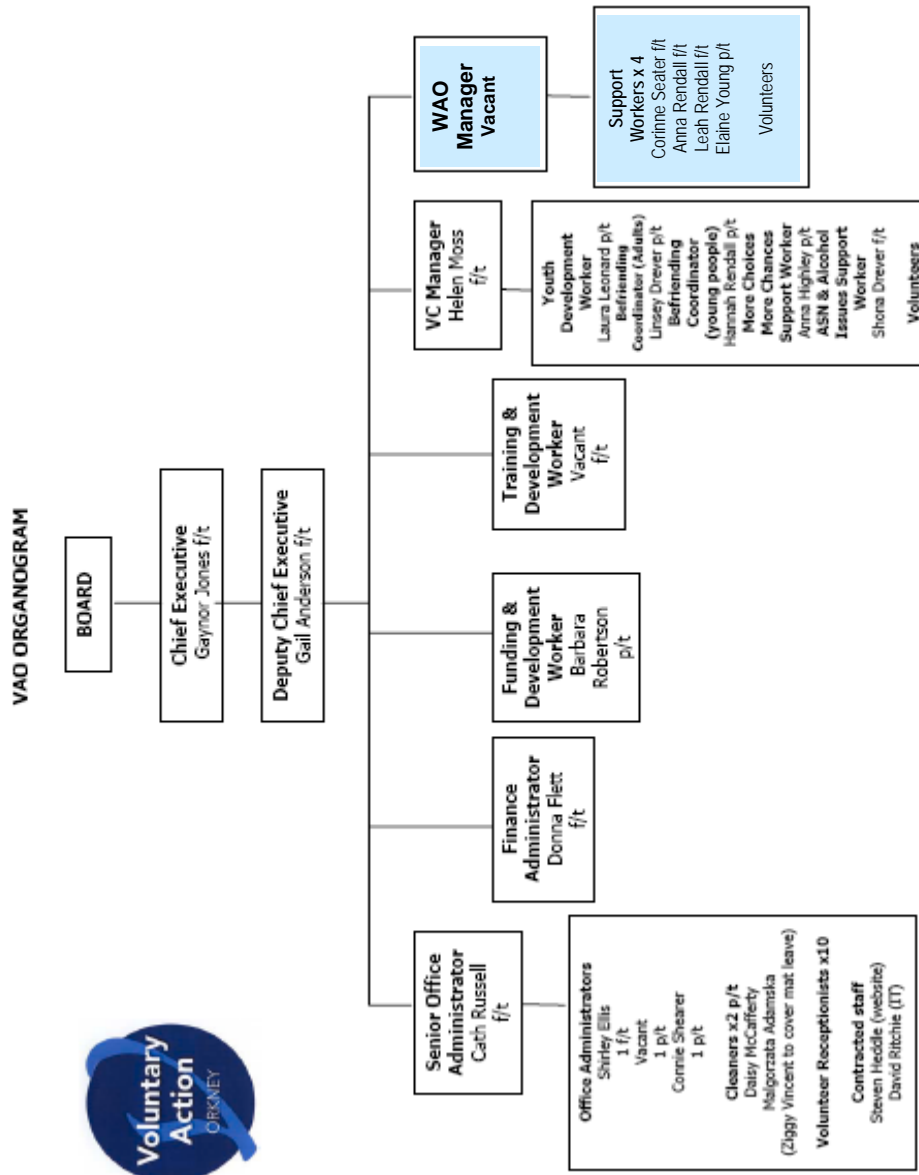 VAO ORGANOGRAM
Voluntary
Action
ORKNEY
BOARD
Chief Executive
Gaynor Jones f/t
Deputy Chief Executive
Gail Anderson f/t
Senior Office
Administrator
Cath Russell
f/t
Finance
Administrator
Donna Flett
f/t
Funding &
Development
Worker
Barbara
Robertson
p/t
Training &
Development
Worker
Vacant
f/t
VC Manager
Helen Moss
f/t
WAO
Manager
Vacant
Office Administrators
Shirley Ellis
1 f/t
Vacant
1 p/t
Connie Shearer
1 p/t
Cleaners x2 p/t
Daisy McCafferty
Malgorzata Adamska
(Ziggy Vincent to cover mat leave)
Volunteer Receptionists x10
Contracted staff
Steven Heddle (website)
David Ritchie (IT)
Youth
Development
Worker
Laura Leonard p/t
Befriending
Coordinator (Adults)
Linsey Drever p/t
Befriending
Coordinator
(young people)
Hannah Rendall p/t
More Choices
More Chances
Support Worker
Anna Highley p/t
ASN & Alcohol
Issues Support
Worker
Shona Drever f/t
Volunteers
Support
Workers x 4
Corinne Seater f/t
Anna Rendall f/t
Leah Rendall f/t
Elaine Young p/t
Volunteers